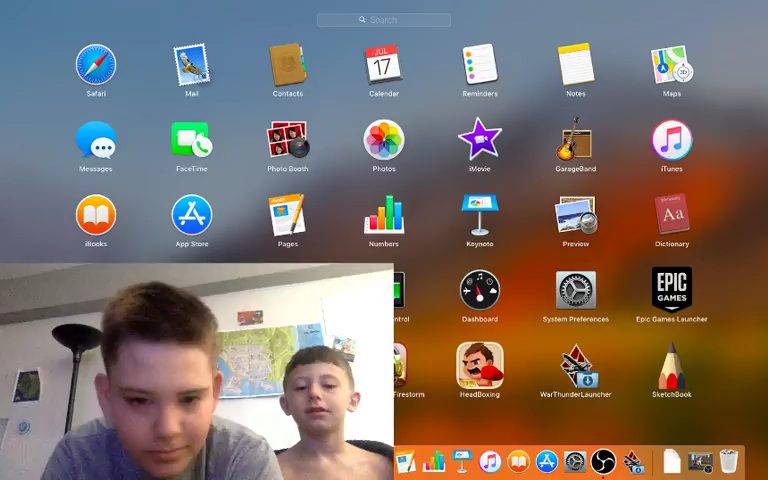 Search
JUL
17
3D
Safari Mail Contacts Calendar Reminders Notes Maps
Messages FaceTime Photo Booth Photos iMovie GarageBand iTunes
Aa
iBooks App Store Pages Numbers Keynote Preview Dictionary
EPIC
GAMES
ntrol Dashboard System Preferences Epic Games Launcher
Firestorm HeadBoxing WarThunderLauncher SketchBook